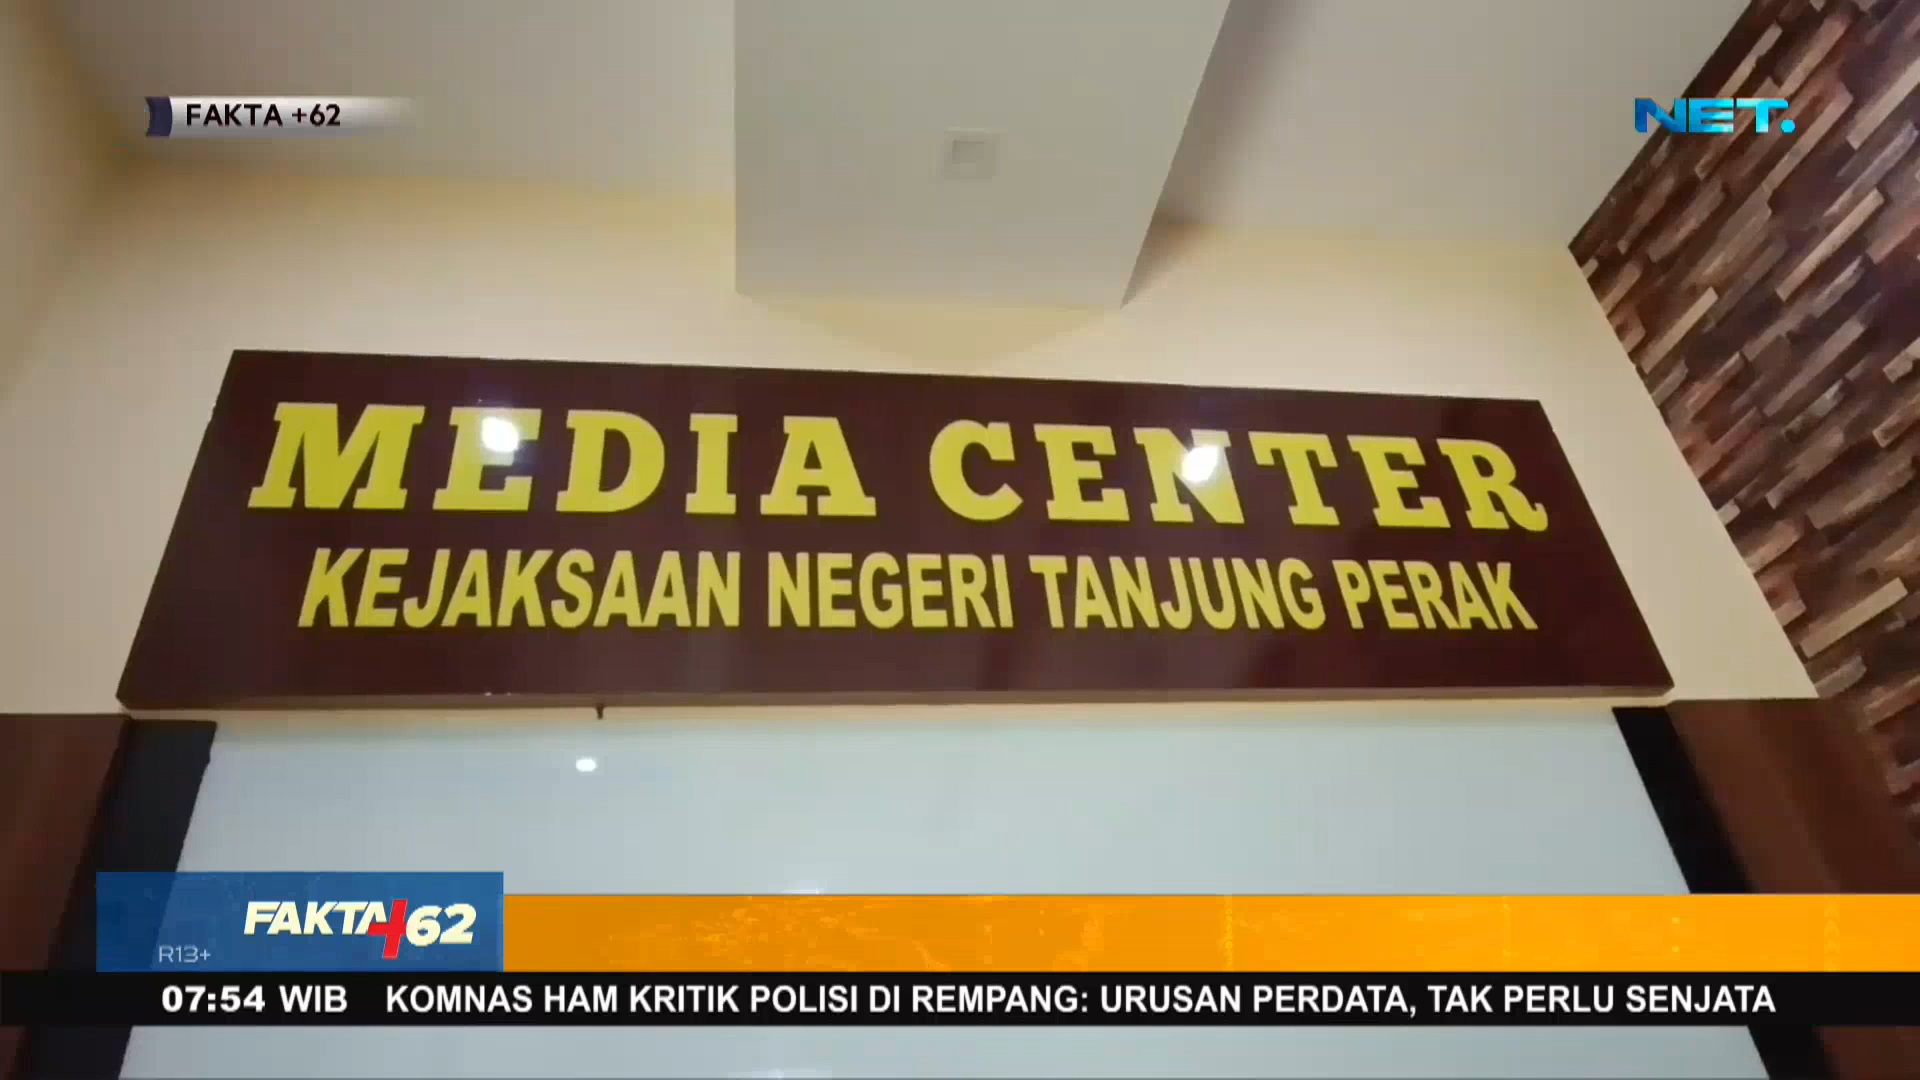 FAKTA +62
NET.
MEDIA CENTER
KEJAKSAAN NEGERI TANJUNG PERAK
FAKTA+62
R13+
07:54 WIB KOMNAS HAM KRITIK POLISI DI REMPANG: URUSAN PERDATA, TAK PERLU SENJATA